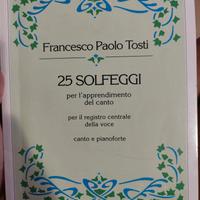 Francesco Paolo Tosti
25 SOLFEGGI
per l'apprendimento
del canto
per il registro centrale
della voce
canto e pianoforte